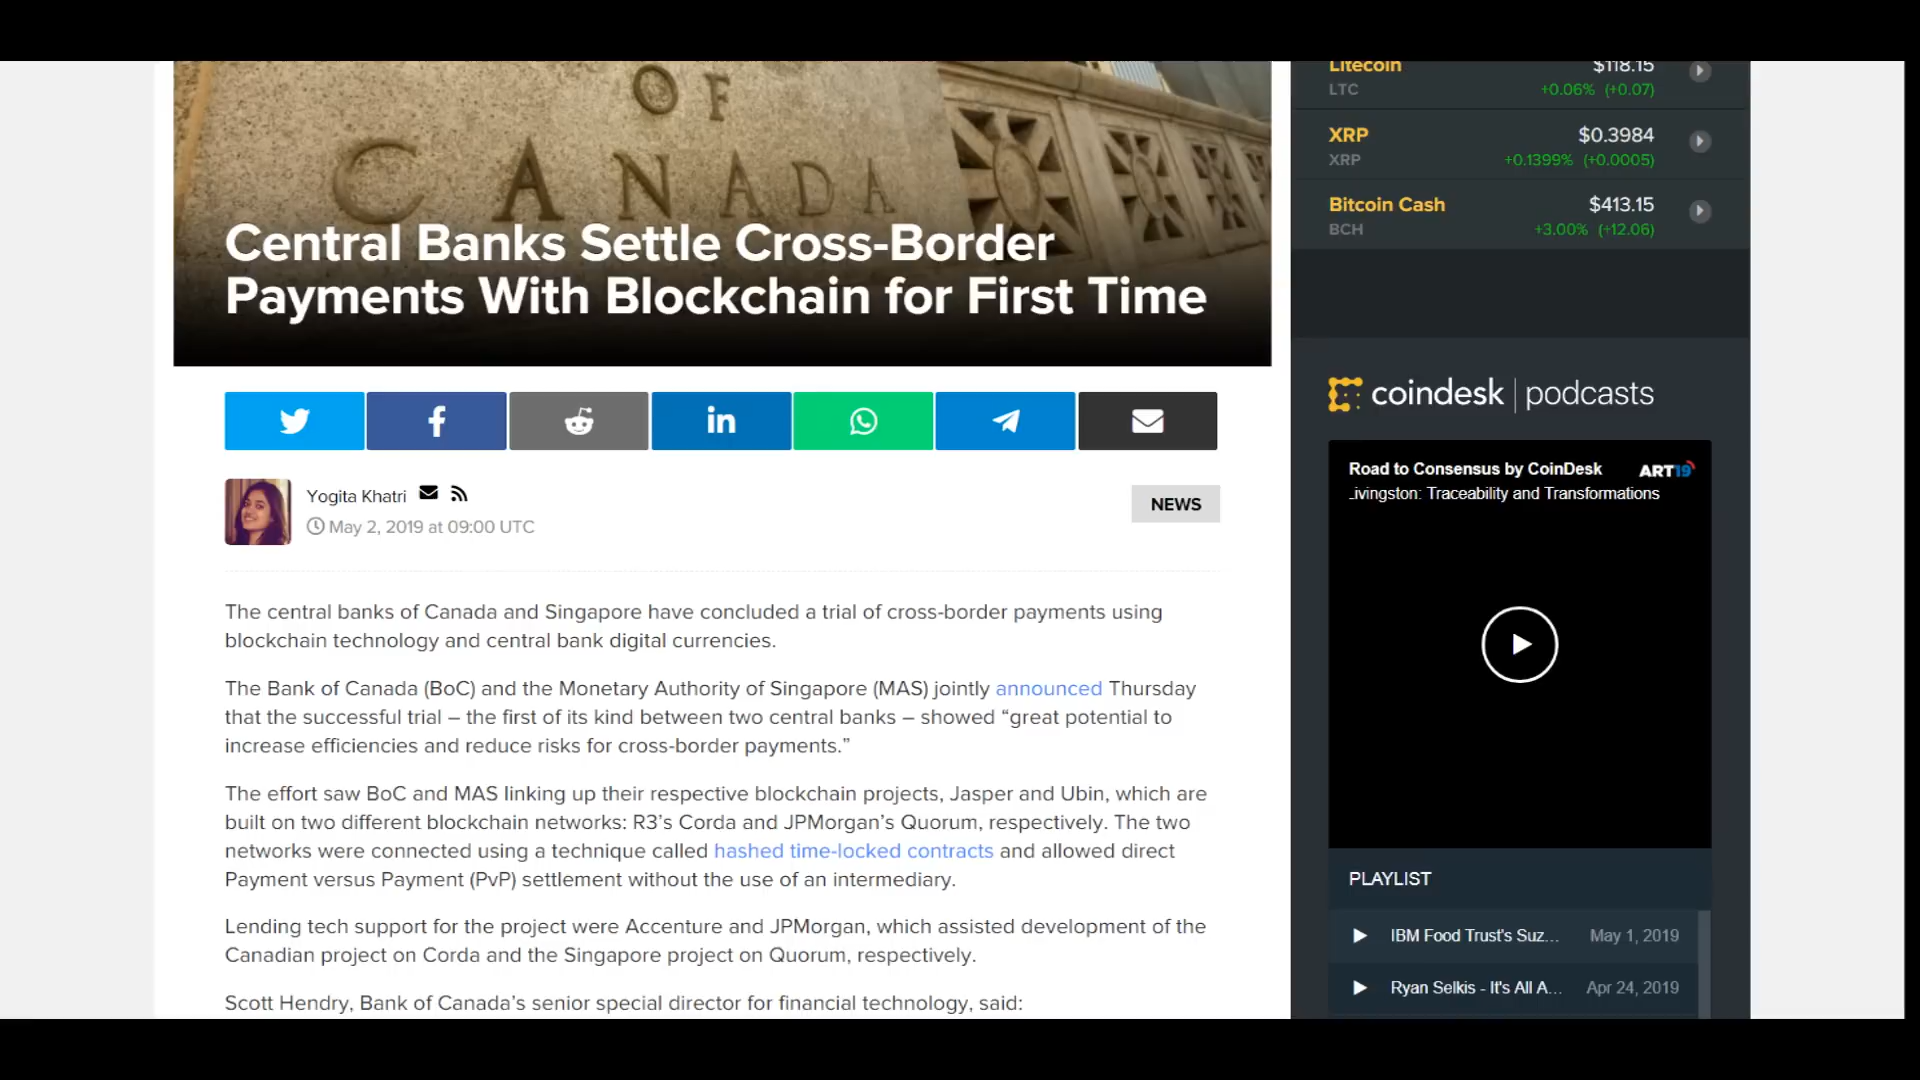 OF
CANADA
Central Banks Settle Cross-Border
Payments With Blockchain for First Time
Yogita Khatri
May 2, 2019 at 09:00 UTC
NEWS
The central banks of Canada and Singapore have concluded a trial of cross-border payments using
blockchain technology and central bank digital currencies.
The Bank of Canada (BoC) and the Monetary Authority of Singapore (MAS) jointly announced Thursday
that the successful trial – the first of its kind between two central banks – showed “great potential to
increase efficiencies and reduce risks for cross-border payments.”
The effort saw BoC and MAS linking up their respective blockchain projects, Jasper and Ubin, which are
built on two different blockchain networks: R3’s Corda and JPMorgan’s Quorum, respectively. The two
networks were connected using a technique called hashed time-locked contracts and allowed direct
Payment versus Payment (PvP) settlement without the use of an intermediary.
Lending tech support for the project were Accenture and JPMorgan, which assisted development of the
Canadian project on Corda and the Singapore project on Quorum, respectively.
Scott Hendry, Bank of Canada’s senior special director for financial technology, said:
Litecoin $118.15
LTC +0.06% (+0.07)
XRP $0.3984
XRP +0.1399% (+0.0005)
Bitcoin Cash $413.15
BCH +3.00% (+12.06)
coindesk | podcasts
Road to Consensus by CoinDesk ART19
Livingston: Traceability and Transformations
PLAYLIST
IBM Food Trust's Suz... May 1, 2019
Ryan Selkis - It's All A... Apr 24, 2019